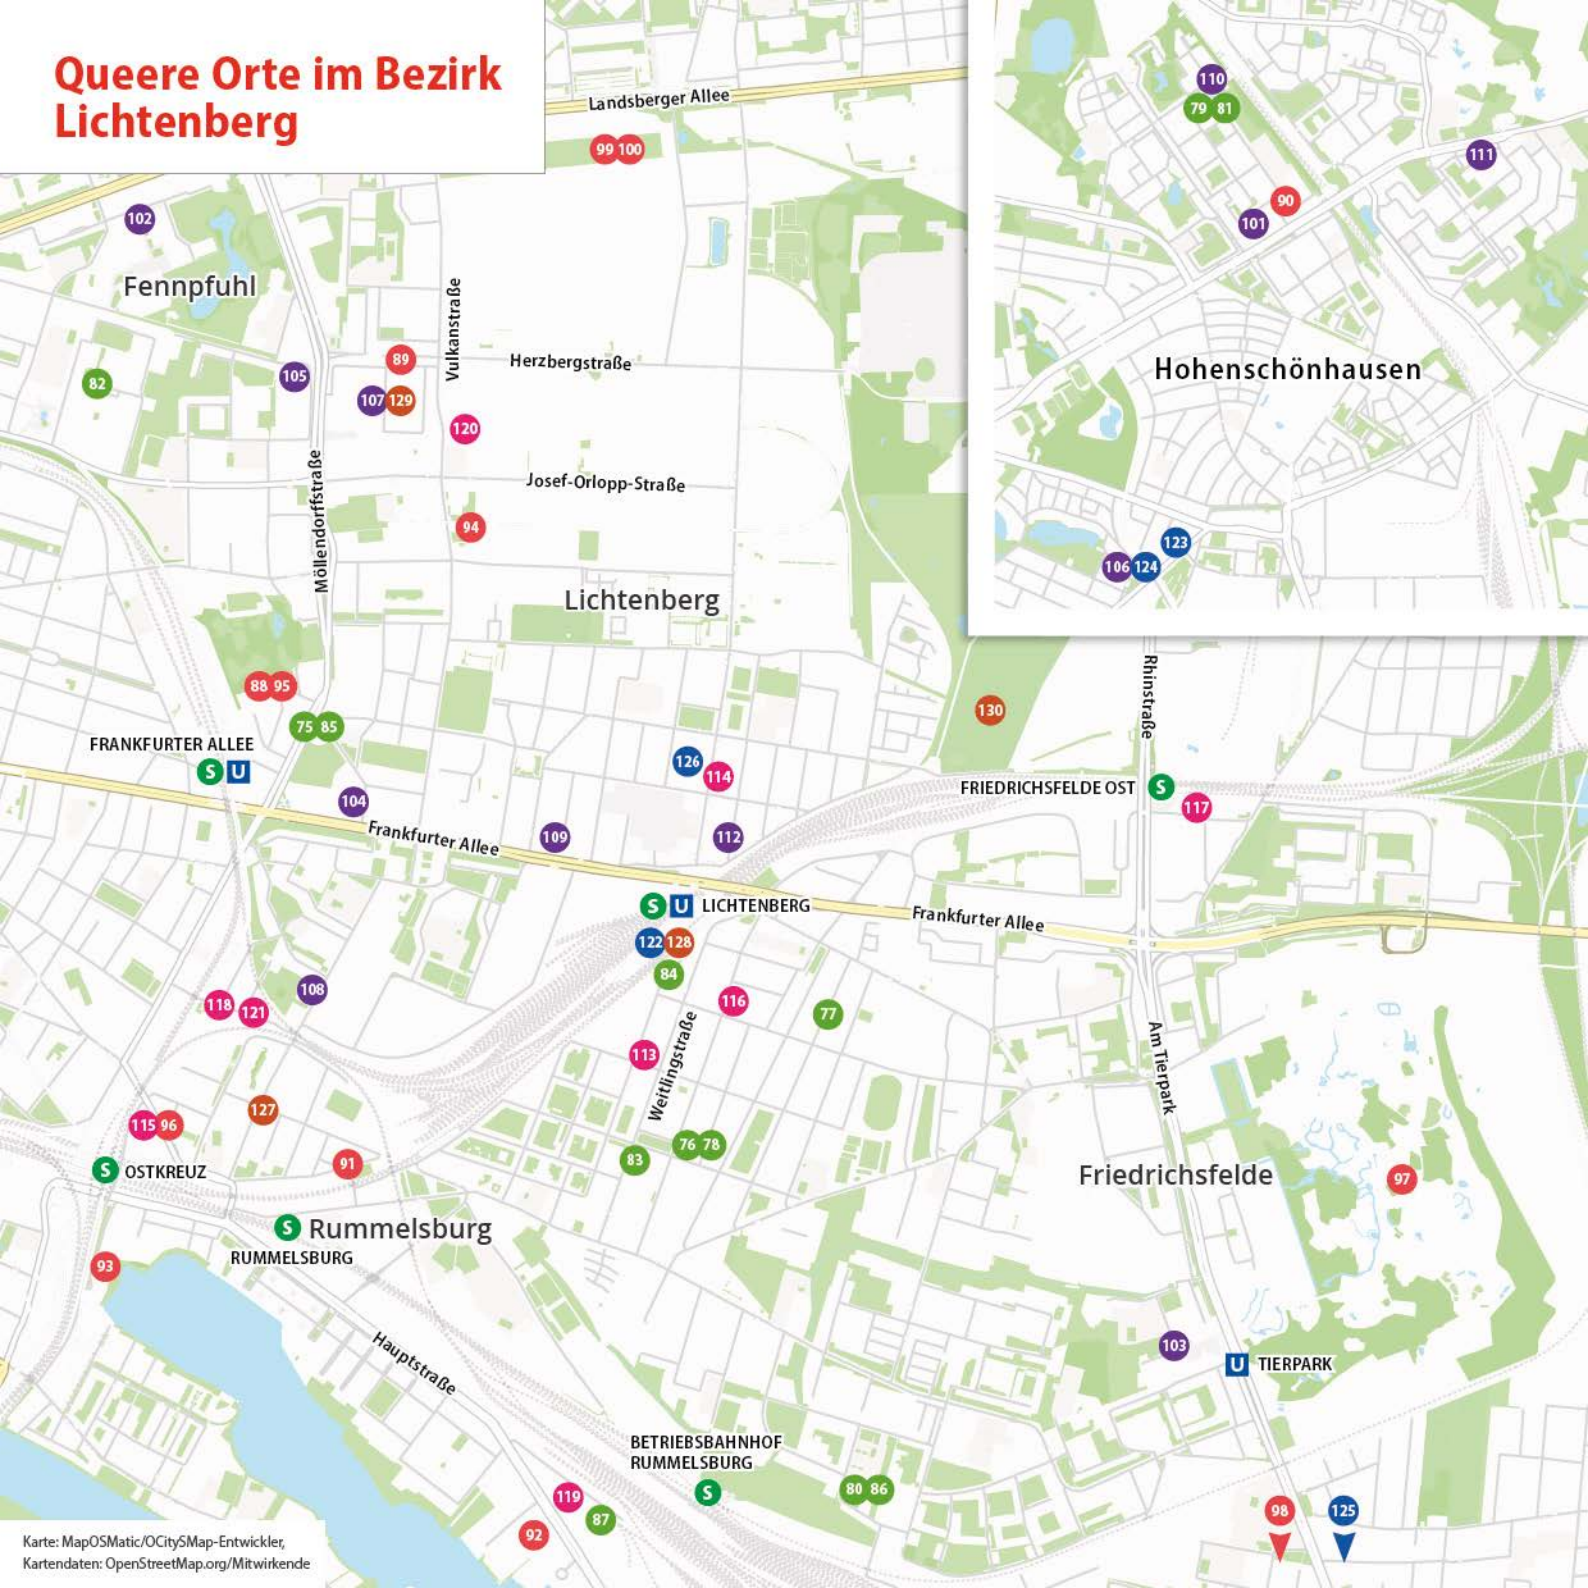 Queere Orte im Bezirk
Lichtenberg
Landsberger Allee
99 100
110
79 81
111
90
101
102
Fennpfuhl
Vulkanstraße
Herzbergstraße
89
Hohenschönhausen
105
82
107 129
120
Möllendorffstraße
Josef-Orlopp-Straße
94
123
106 124
Lichtenberg
88 95
Rhinstraße
130
75 85
FRANKFURTER ALLEE
S U
126
114
FRIEDRICHSFELDE OST S
117
104
Frankfurter Allee
109
112
S U LICHTENBERG
Frankfurter Allee
122 128
84
108
118
121
116
77
113
Weitlingstraße
Am Tierpark
127
115 96
76 78
83
91
S OSTKREUZ
Friedrichsfelde
97
S Rummelsburg
RUMMELSBURG
93
Hauptstraße
103
U TIERPARK
BETRIEBSBAHNHOF
RUMMELSBURG
S
80 86
119
87
92
98
125
Karte: MapOSMatic/OCitySMap-Entwickler,
Kartendaten: OpenStreetMap.org/Mitwirkende